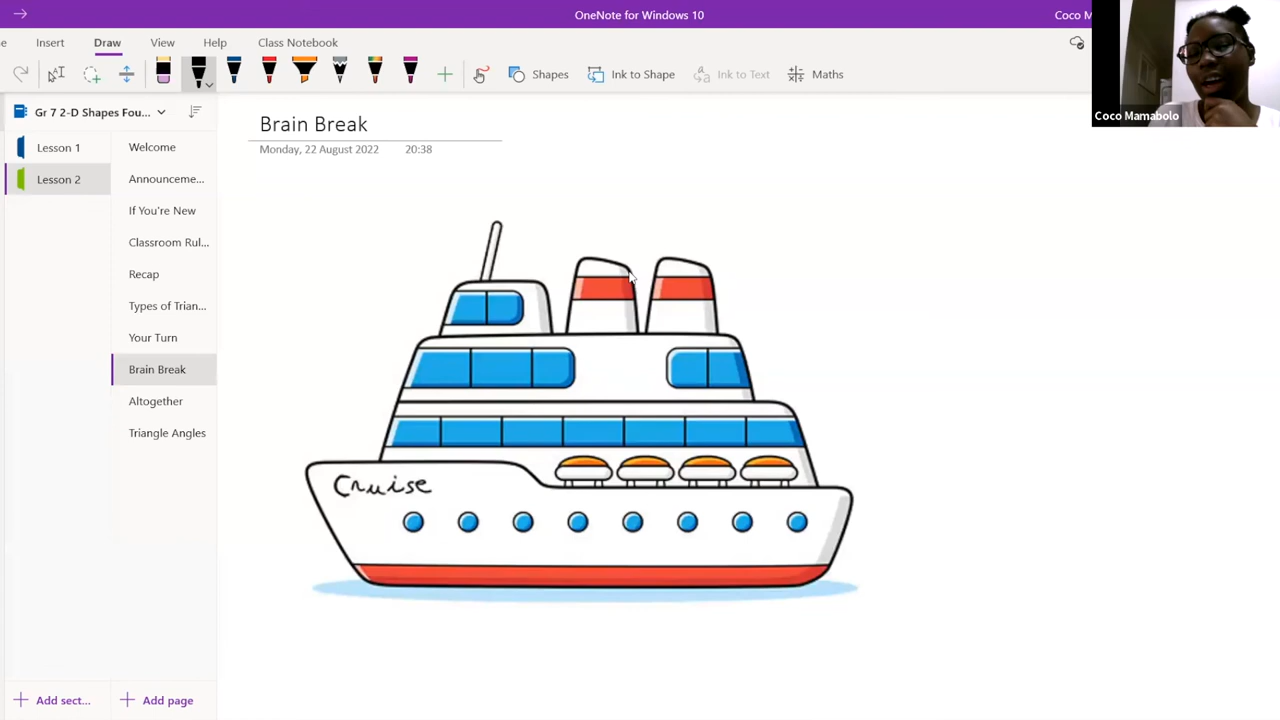 OneNote for Windows 10
Coco M
e
Insert
Draw
View
Help
Class Notebook
Shapes
Ink to Shape
Ink to Text
Maths
Coco Mamabolo
Gr 7 2-D Shapes Fou...
Brain Break
Monday, 22 August 2022 20:38
Lesson 1
Lesson 2
Welcome
Announceme...
If You're New
Classroom Rul...
Recap
Types of Trian...
Your Turn
Brain Break
Altogether
Triangle Angles
Cruise
Add sect...
Add page